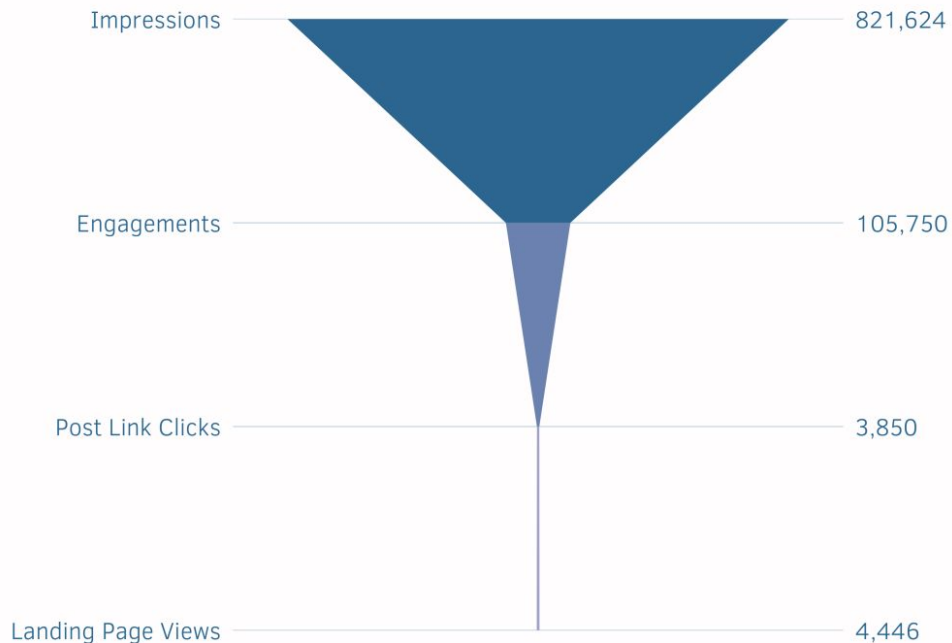 Impressions 821,624
Engagements 105,750
Post Link Clicks 3,850
Landing Page Views 4,446